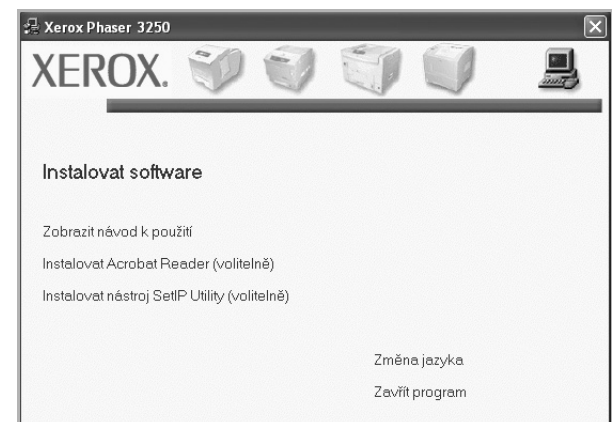 Xerox Phaser 3250
XEROX.
Instalovat software
Zobrazit návod k použití
Instalovat Acrobat Reader (volitelně)
Instalovat nástroj SetIP Utility (volitelně)
Změna jazyka
Zavřít program